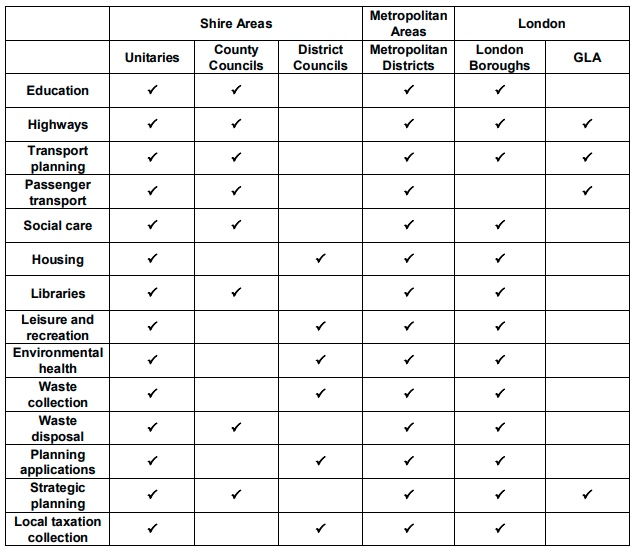 Shire Areas Metropolitan Areas London
Unitaries County Councils District Councils Metropolitan Districts London Boroughs GLA
Education ✓ ✓ ✓ ✓
Highways ✓ ✓ ✓ ✓ ✓
Transport planning ✓ ✓ ✓ ✓ ✓
Passenger transport ✓ ✓ ✓ ✓
Social care ✓ ✓ ✓ ✓
Housing ✓ ✓ ✓ ✓
Libraries ✓ ✓ ✓ ✓
Leisure and recreation ✓ ✓ ✓ ✓
Environmental health ✓ ✓ ✓ ✓
Waste collection ✓ ✓ ✓ ✓
Waste disposal ✓ ✓ ✓ ✓
Planning applications ✓ ✓ ✓ ✓
Strategic planning ✓ ✓ ✓ ✓ ✓
Local taxation collection ✓ ✓ ✓ ✓